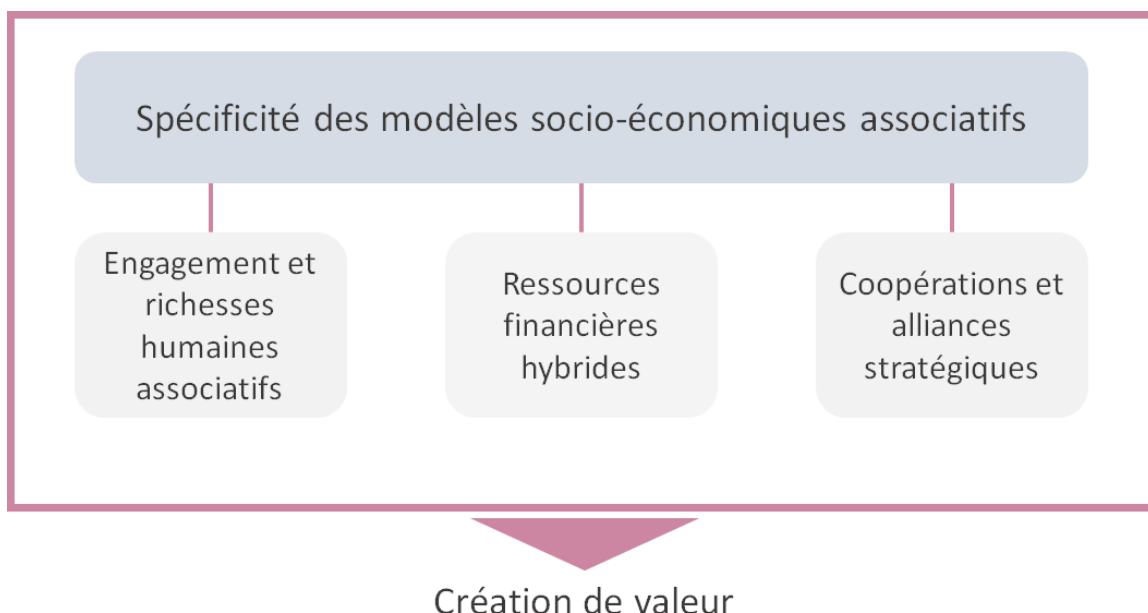 Spécificité des modèles socio-économiques associatifs
Engagement et
richesses
humaines
associatifs
Ressources
financières
hybrides
Coopérations et
alliances
stratégiques
Création de valeur